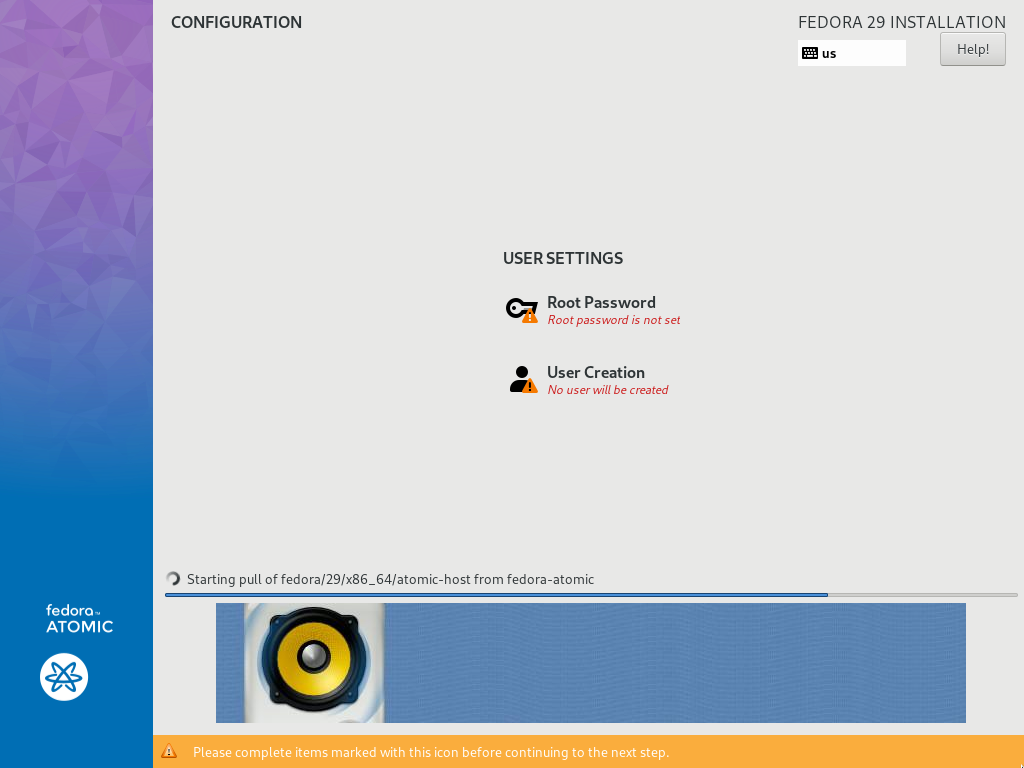 CONFIGURATION
FEDORA 29 INSTALLATION
us
Help!
USER SETTINGS
Root Password
Root password is not set
User Creation
No user will be created
Starting pull of fedora/29/x86_64/atomic-host from fedora-atomic
fedora™
ATOMIC
Please complete items marked with this icon before continuing to the next step.